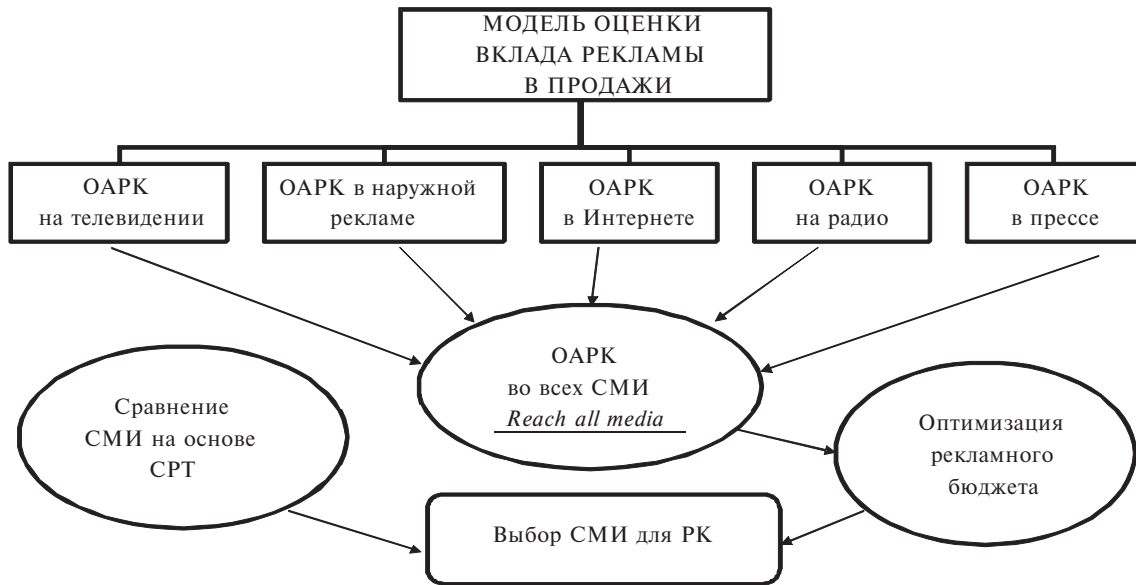 МОДЕЛЬ ОЦЕНКИ
ВКЛАДА РЕКЛАМЫ
В ПРОДАЖИ
ОАРК
на телевидении
ОАРК в наружной
рекламе
ОАРК
в Интернете
ОАРК
на радио
ОАРК
в прессе
ОАРК
во всех СМИ
Reach all media
Сравнение
СМИ на основе
СРТ
Оптимизация
рекламного
бюджета
Выбор СМИ для РК